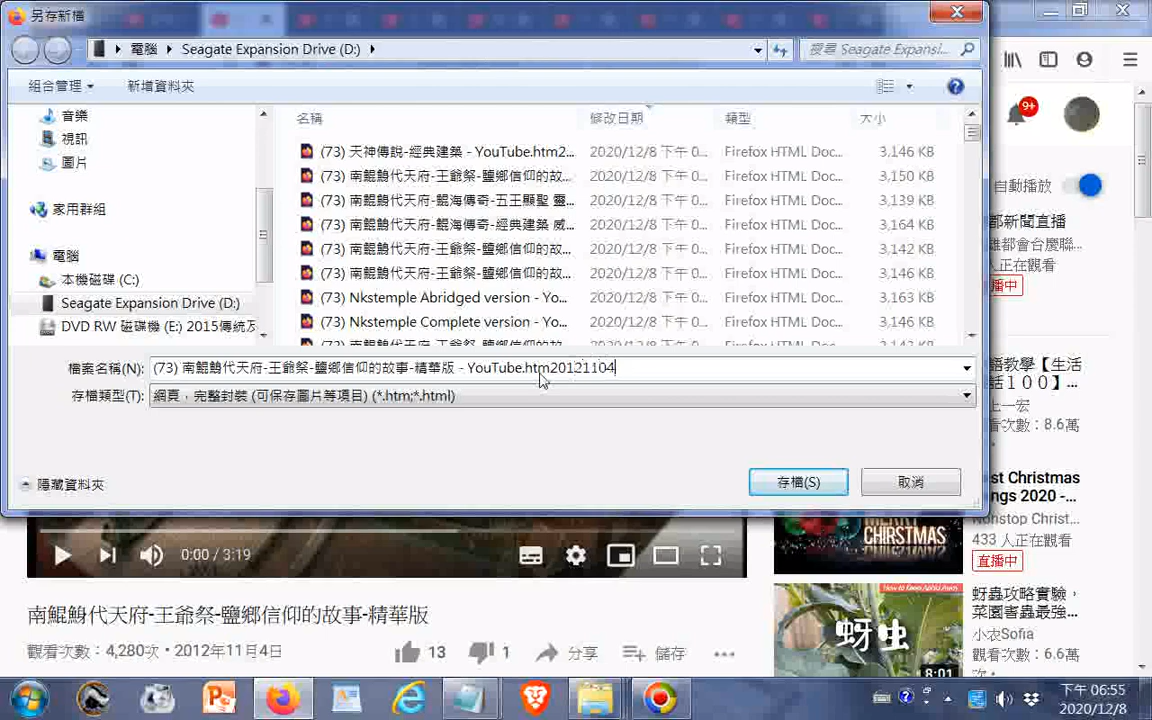 另存新檔
電腦 Seagate Expansion Drive (D:)
搜尋 Seagate Expansi...
組合管理 新增資料夾
音樂
視訊
圖片
家用群組
電腦
本機磁碟 (C:)
Seagate Expansion Drive (D:)
DVD RW 磁碟機 (E:) 2015傳統及
名稱 修改日期 類型 大小
(73) 天神傳說-經典建築 - YouTube.htm2... 2020/12/8 下午 0... Firefox HTML Doc... 3,146 KB
(73) 南鯤鯓代天府-王爺祭-鹽鄉信仰的故... 2020/12/8 下午 0... Firefox HTML Doc... 3,150 KB
(73) 南鯤鯓代天府-鯤海傳奇-五王顯聖 靈... 2020/12/8 下午 0... Firefox HTML Doc... 3,139 KB
(73) 南鯤鯓代天府-鯤海傳奇-經典建築 威... 2020/12/8 下午 0... Firefox HTML Doc... 3,164 KB
(73) 南鯤鯓代天府-王爺祭-鹽鄉信仰的故... 2020/12/8 下午 0... Firefox HTML Doc... 3,142 KB
(73) 南鯤鯓代天府-王爺祭-鹽鄉信仰的故... 2020/12/8 下午 0... Firefox HTML Doc... 3,146 KB
(73) Nkstemple Abridged version - Yo... 2020/12/8 下午 0... Firefox HTML Doc... 3,163 KB
(73) Nkstemple Complete version - Yo... 2020/12/8 下午 0... Firefox HTML Doc... 3,146 KB
檔案名稱(N): (73) 南鯤鯓代天府-王爺祭-鹽鄉信仰的故事-精華版 - YouTube.htm20121104
存檔類型(T): 網頁，完整封裝 (可保存圖片等項目) (*.htm;*.html)
隱藏資料夾
存檔(S) 取消
9+
自動播放
都新聞直播
雄都會台慶聯...
人正在觀看
播中
語教學【生活
話１００】...
上一宏
看次數：8.6萬
st Christmas
ngs 2020 -...
Nonstop Christ...
433 人正在觀看
直播中
MERRY
CHRISTMAS
0:00 / 3:19
南鯤鯓代天府-王爺祭-鹽鄉信仰的故事-精華版
觀看次數：4,280次・2012年11月4日
13 1 分享 儲存
蚜虫
8:01
蚜蟲攻略實驗，
菜園害蟲最強...
小衣Sofia
觀看次數：6.6萬...
下午 06:55
2020/12/8